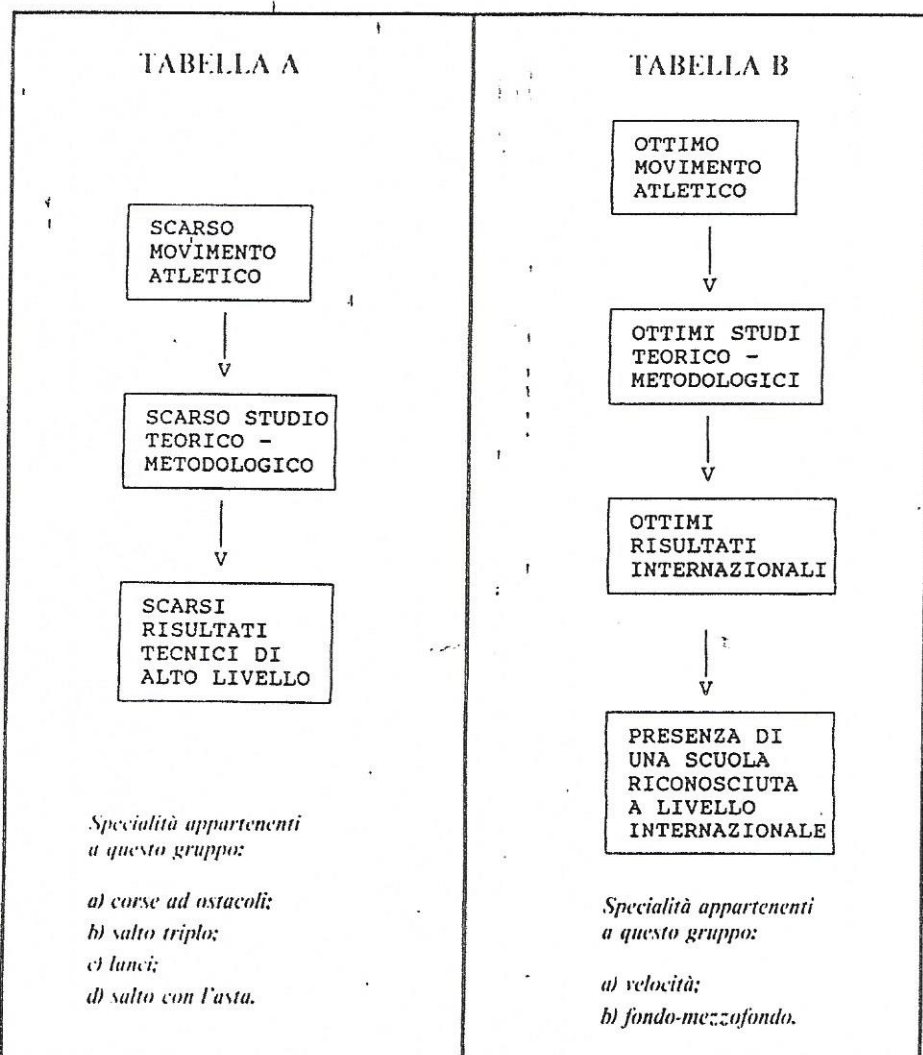 TABELLA A
SCARSO
MOVIMENTO
ATLETICO
V
SCARSO STUDIO
TEORICO -
METODOLOGICO
V
SCARSI
RISULTATI
TECNICI DI
ALTO LIVELLO
Specialità appartenenti
a questo gruppo:
a) corse ad ostacoli;
b) salto triplo;
c) lanci;
d) salto con l'asta.
TABELLA B
OTTIMO
MOVIMENTO
ATLETICO
V
OTTIMI STUDI
TEORICO -
METODOLOGICI
V
OTTIMI
RISULTATI
INTERNAZIONALI
V
PRESENZA DI
UNA SCUOLA
RICONOSCIUTA
A LIVELLO
INTERNAZIONALE
Specialità appartenenti
a questo gruppo:
a) velocità;
b) fondo-mezzofondo.